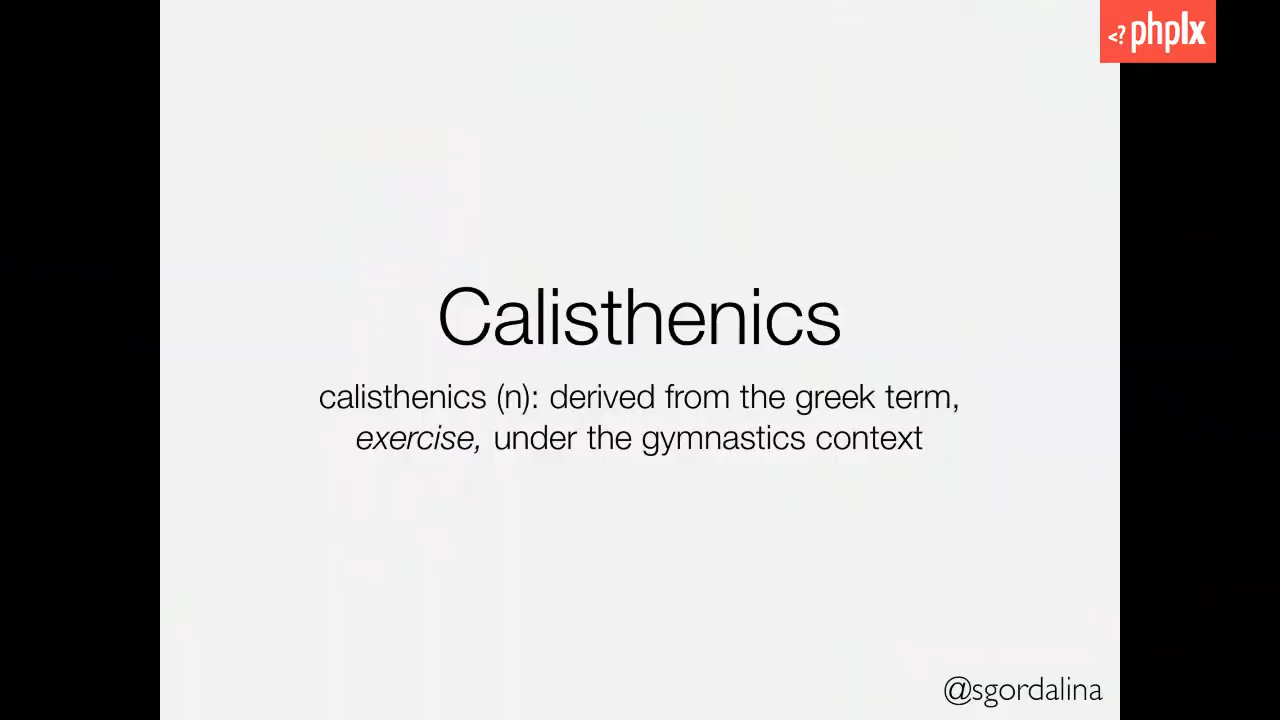 <? phplx
Calisthenics
calisthenics (n): derived from the greek term,
exercise, under the gymnastics context
@sgordalina